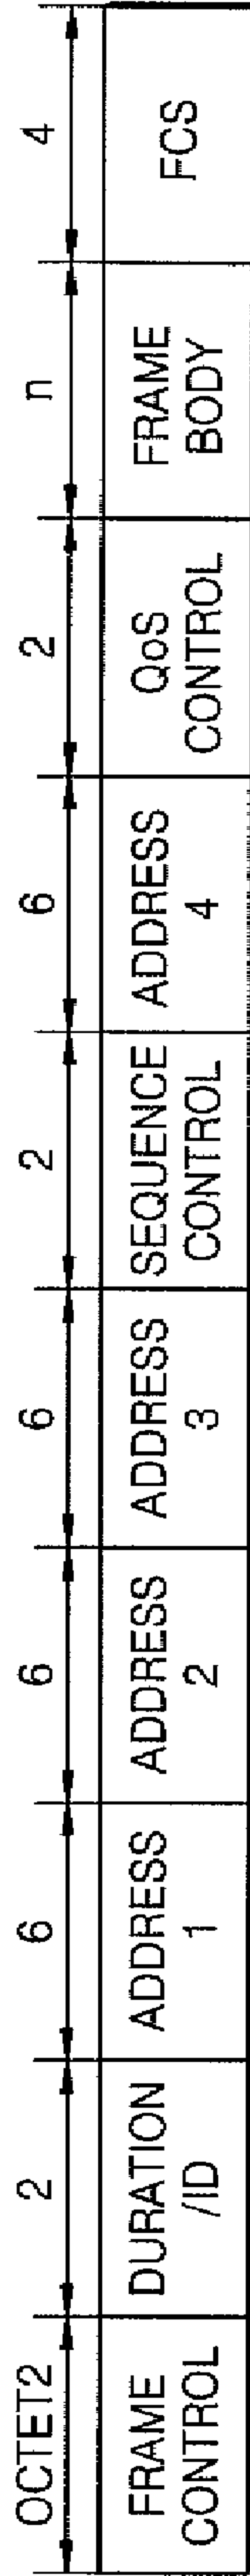 OCTET2 2 6 6 6 2 6 2 n 4
FRAME CONTROL
DURATION /ID
ADDRESS 1
ADDRESS 2
ADDRESS 3
SEQUENCE CONTROL
ADDRESS 4
QoS CONTROL
FRAME BODY
FCS